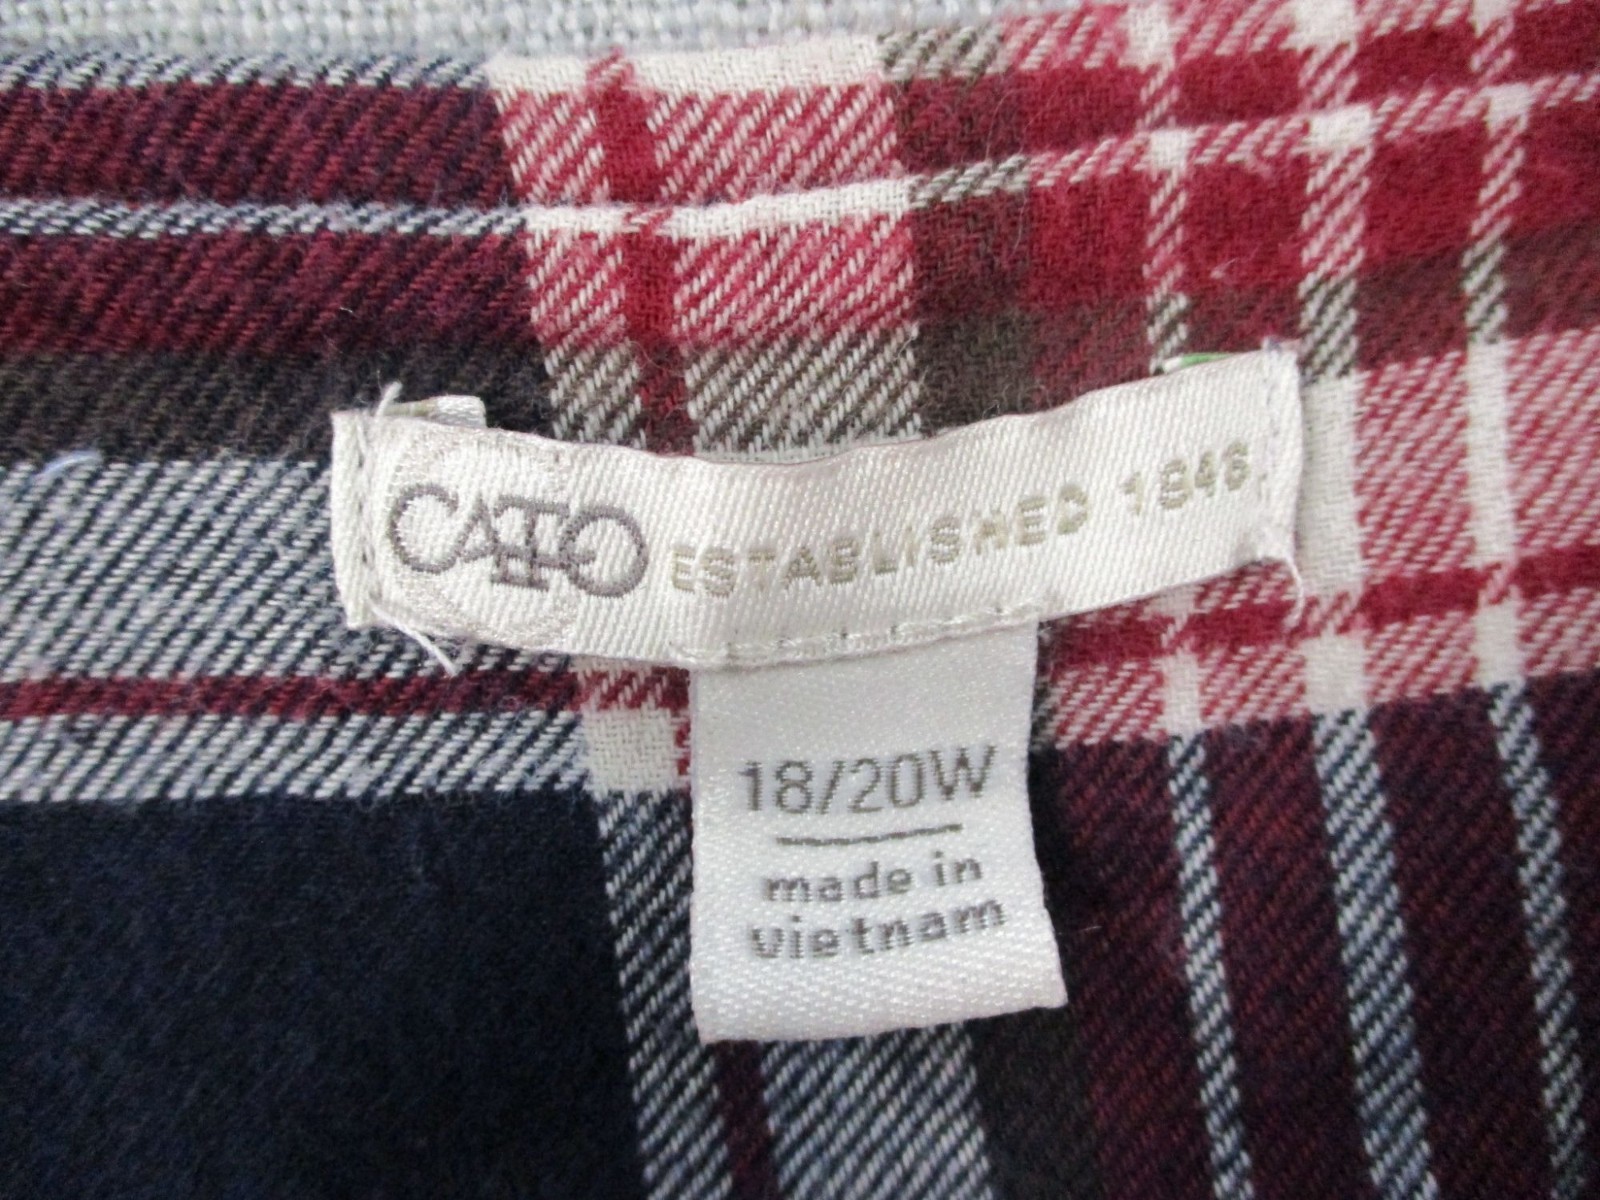 CATO ESTABLISHED 1946
18/20W
made in
vietnam